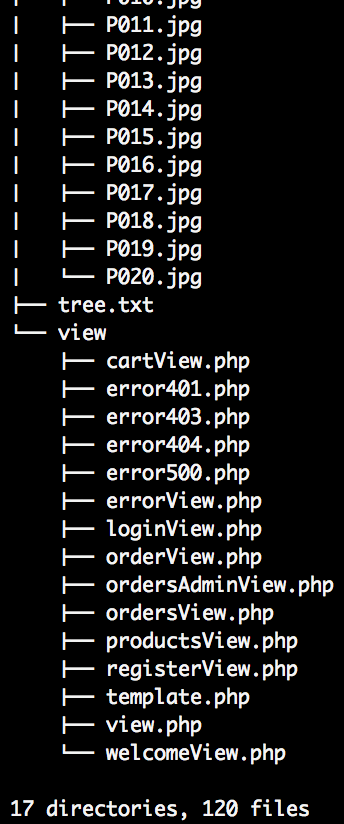 |   ├── P010.jpg
|   ├── P011.jpg
|   ├── P012.jpg
|   ├── P013.jpg
|   ├── P014.jpg
|   ├── P015.jpg
|   ├── P016.jpg
|   ├── P017.jpg
|   ├── P018.jpg
|   ├── P019.jpg
|   └── P020.jpg
├── tree.txt
└── view
    ├── cartView.php
    ├── error401.php
    ├── error403.php
    ├── error404.php
    ├── error500.php
    ├── errorView.php
    ├── loginView.php
    ├── orderView.php
    ├── ordersAdminView.php
    ├── ordersView.php
    ├── productsView.php
    ├── registerView.php
    ├── template.php
    ├── view.php
    └── welcomeView.php
17 directories, 120 files